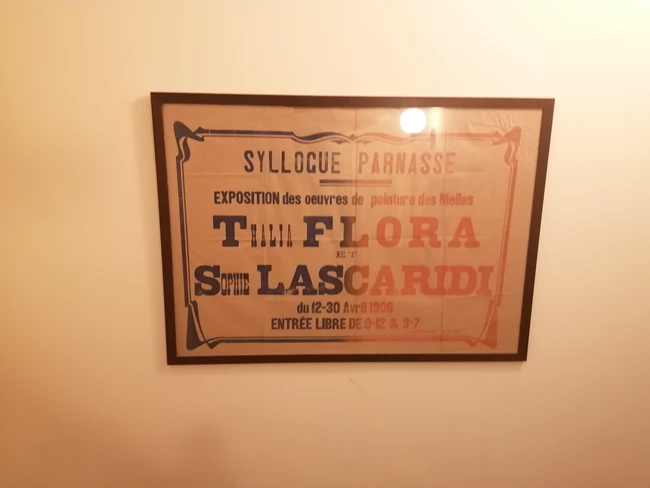 SYLLOGUE PARNASSE
EXPOSITION des oeuvres de peinture des Melles
THALIA FLORA
ET
SOPHIE LASCARIDI
du 12-30 Avril 1906
ENTRÉE LIBRE DE 9-12 & 3-7